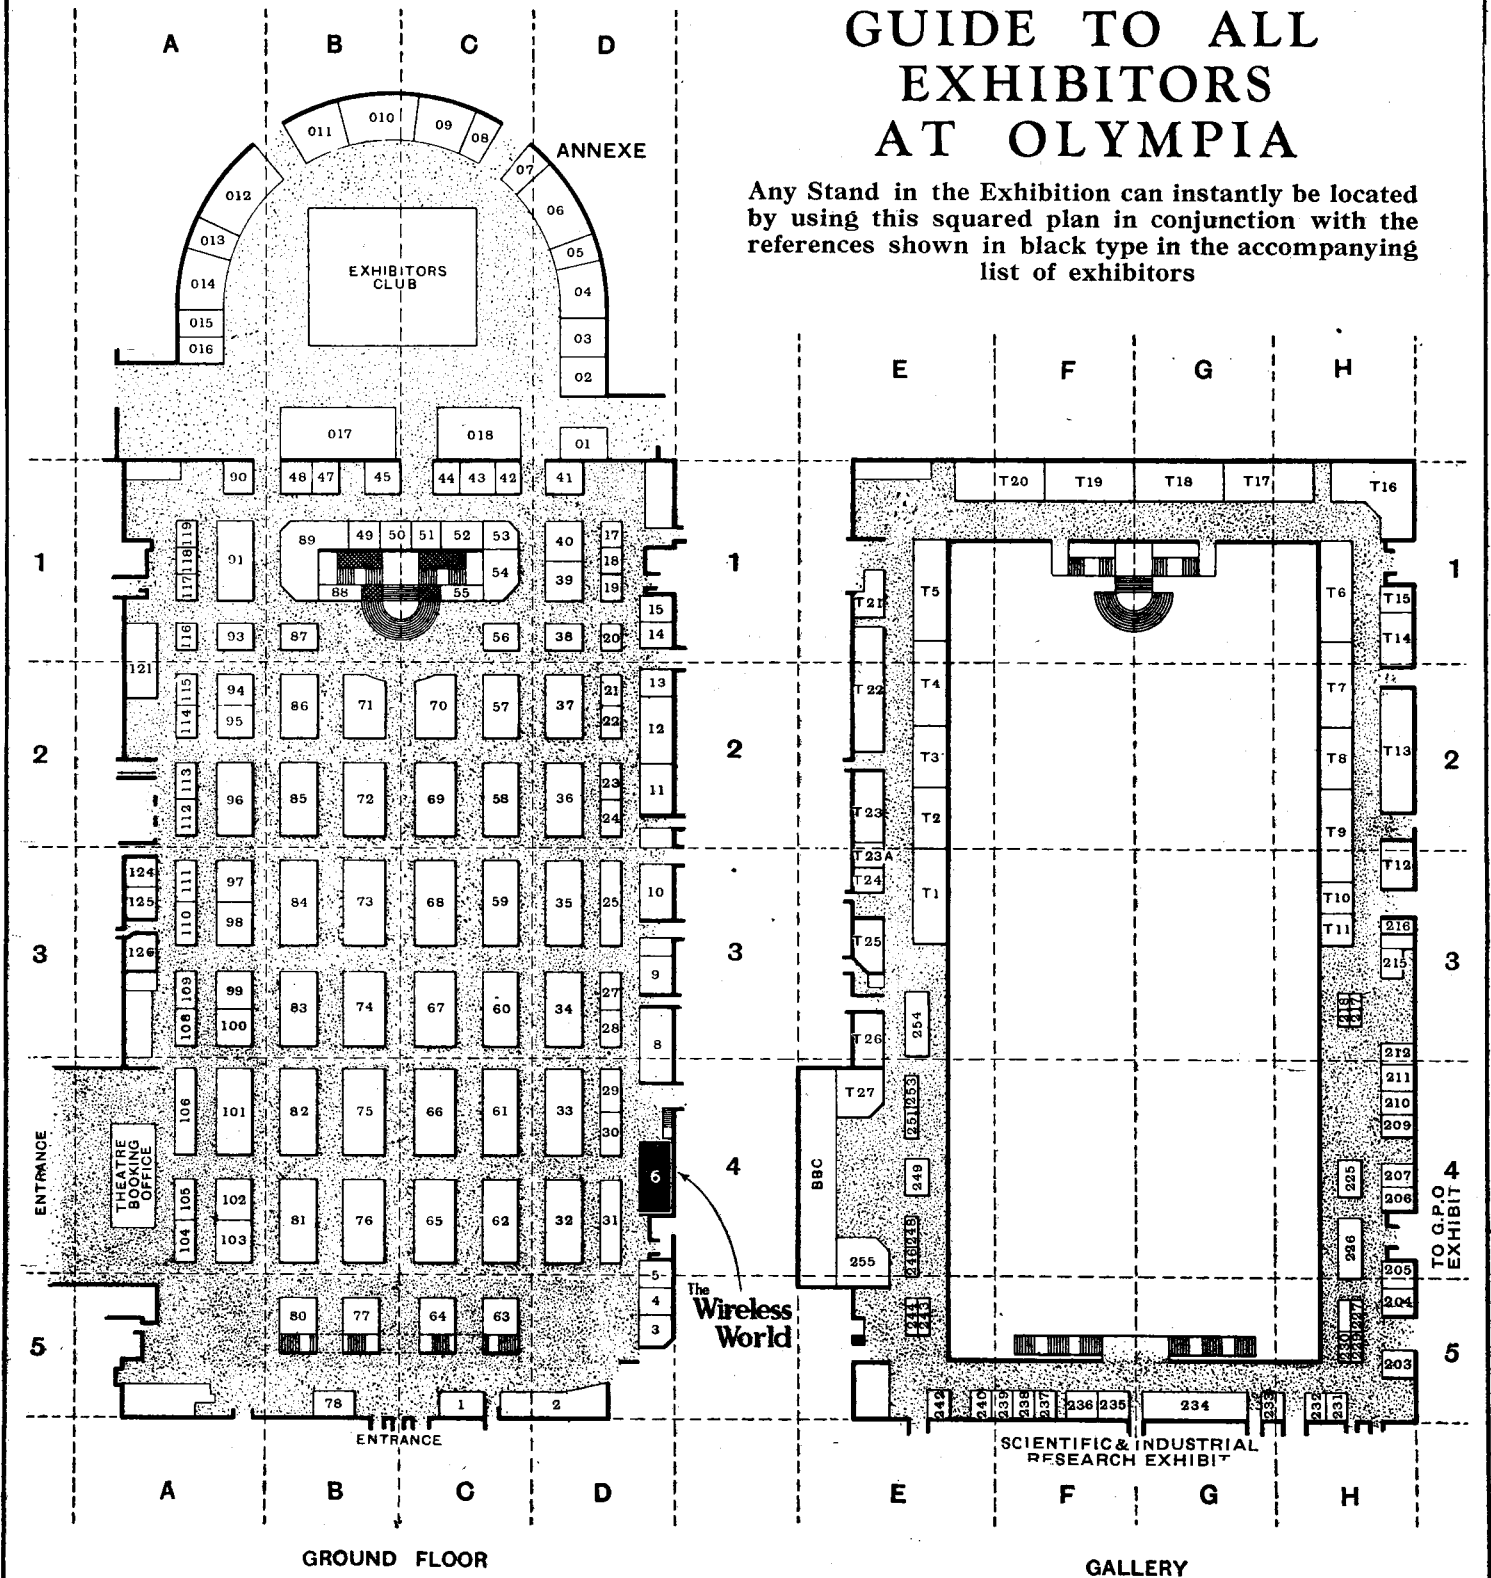 GUIDE TO ALL
EXHIBITORS
AT OLYMPIA
Any Stand in the Exhibition can instantly be located
by using this squared plan in conjunction with the
references shown in black type in the accompanying
list of exhibitors
A B C D
ANNEXE
011 010 09 08
07
012
06
013
05
014
04
EXHIBITORS
CLUB
015
03
016
02
017 018
01
90 48 47 45 44 43 42 41
119
118
117
91
89 49 50 51 52 53
54
88 55
40
39
17
18
19
1
1
15
14
116 93 87 56 38 20
121
115
114
94
95
86 71 70 57 37
21
22
13
12
2
2
113
112
96 85 72 69 58 36
23
24
11
124
125
111
110
97
98
84 73 68 59 35 25
10
3
3
126
9
109
108
99
100
83 74 67 60 34
27
28
8
106 101 82 75 66 61 33
29
30
ENTRANCE
THEATRE
BOOKING
OFFICE
6
4
105
104
102
103
81 76 65 62 32 31
5
4
3
The
Wireless
World
80 77 64 63
5
78 1 2
ENTRANCE
A B C D
GROUND FLOOR
E F G H
T20 T19 T18 T17 T16
T5
T6
1
T21
T15
T14
T22
T4
T7
T13
2
T3
T8
T23
T2
T9
T23A
T24
T1
T12
T10
T11
216
215
T25
3
254
218
217
T26
212
211
210
209
T27
253
251
BBC
249
225
207
206
4
TO G.P.O
EXHIBIT
248
246
226
255
205
204
244
243
227
229
230
5
203
242 240 239 238 237 236 235 234 233 232 231
SCIENTIFIC & INDUSTRIAL
RESEARCH EXHIBIT
E F G H
GALLERY